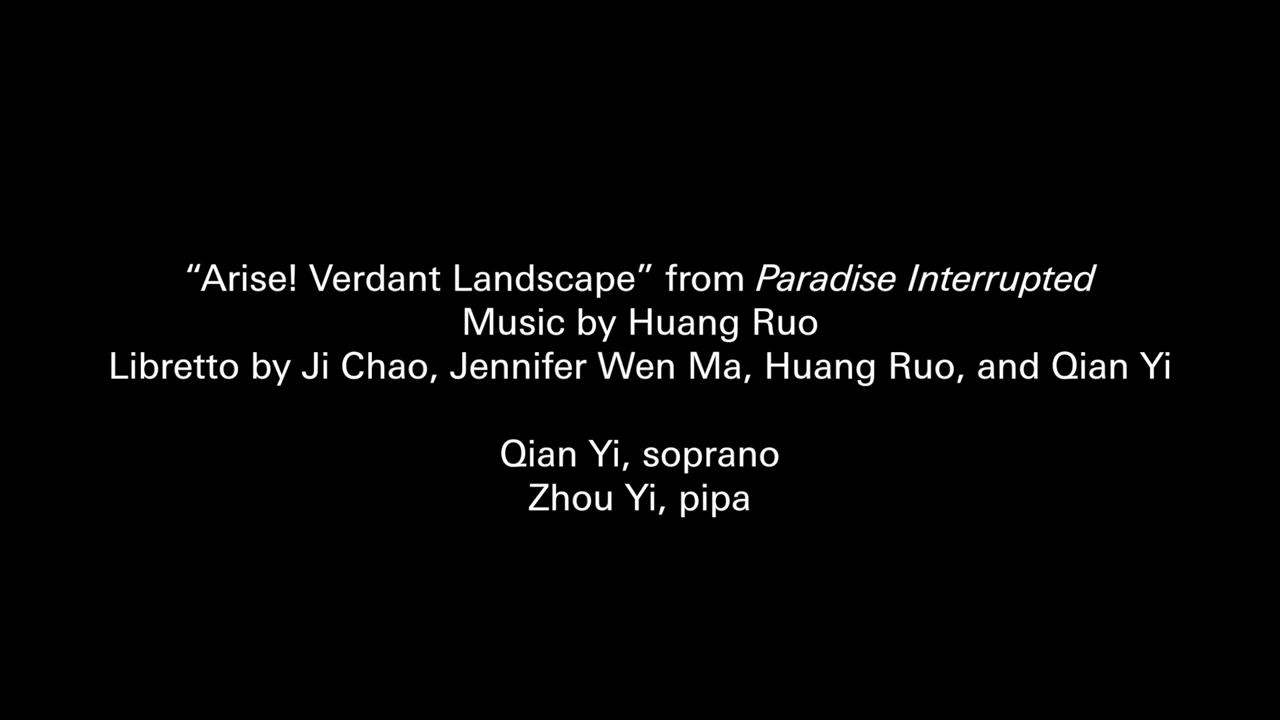 “Arise! Verdant Landscape” from Paradise Interrupted
Music by Huang Ruo
Libretto by Ji Chao, Jennifer Wen Ma, Huang Ruo, and Qian Yi
Qian Yi, soprano
Zhou Yi, pipa